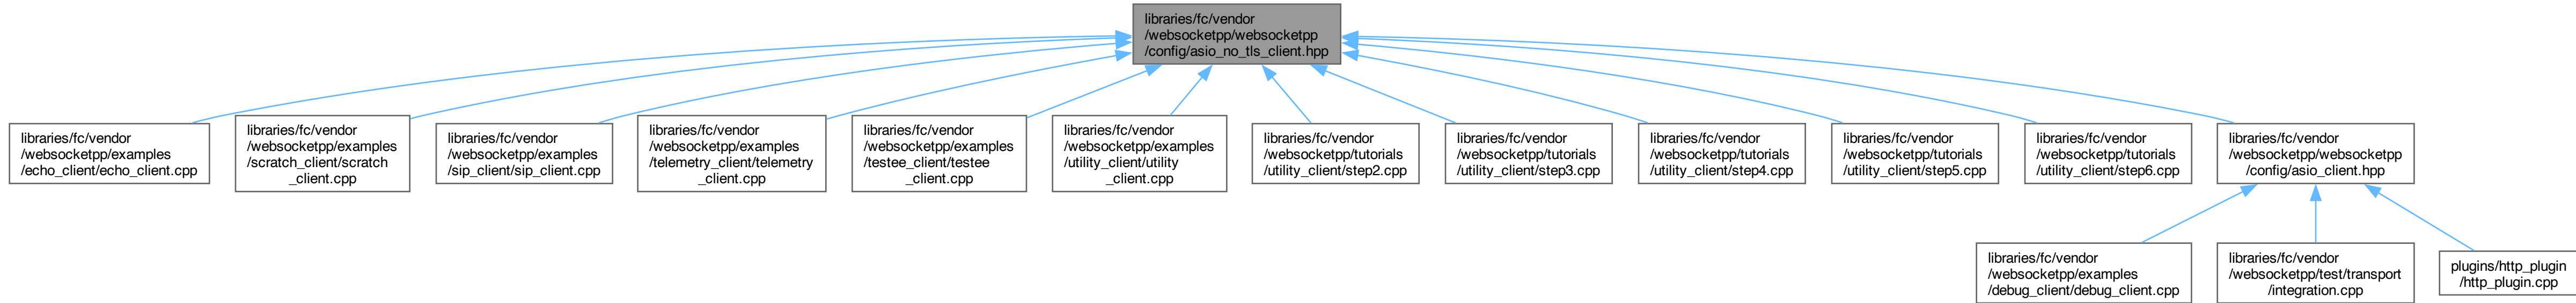 libraries/fc/vendor
/websocketpp/websocketpp
/config/asio_no_tls_client.hpp
libraries/fc/vendor
/websocketpp/examples
/echo_client/echo_client.cpp
libraries/fc/vendor
/websocketpp/examples
/scratch_client/scratch
_client.cpp
libraries/fc/vendor
/websocketpp/examples
/sip_client/sip_client.cpp
libraries/fc/vendor
/websocketpp/examples
/telemetry_client/telemetry
_client.cpp
libraries/fc/vendor
/websocketpp/examples
/testee_client/testee
_client.cpp
libraries/fc/vendor
/websocketpp/examples
/utility_client/utility
_client.cpp
libraries/fc/vendor
/websocketpp/tutorials
/utility_client/step2.cpp
libraries/fc/vendor
/websocketpp/tutorials
/utility_client/step3.cpp
libraries/fc/vendor
/websocketpp/tutorials
/utility_client/step4.cpp
libraries/fc/vendor
/websocketpp/tutorials
/utility_client/step5.cpp
libraries/fc/vendor
/websocketpp/tutorials
/utility_client/step6.cpp
libraries/fc/vendor
/websocketpp/websocketpp
/config/asio_client.hpp
libraries/fc/vendor
/websocketpp/examples
/debug_client/debug_client.cpp
libraries/fc/vendor
/websocketpp/test/transport
/integration.cpp
plugins/http_plugin
/http_plugin.cpp